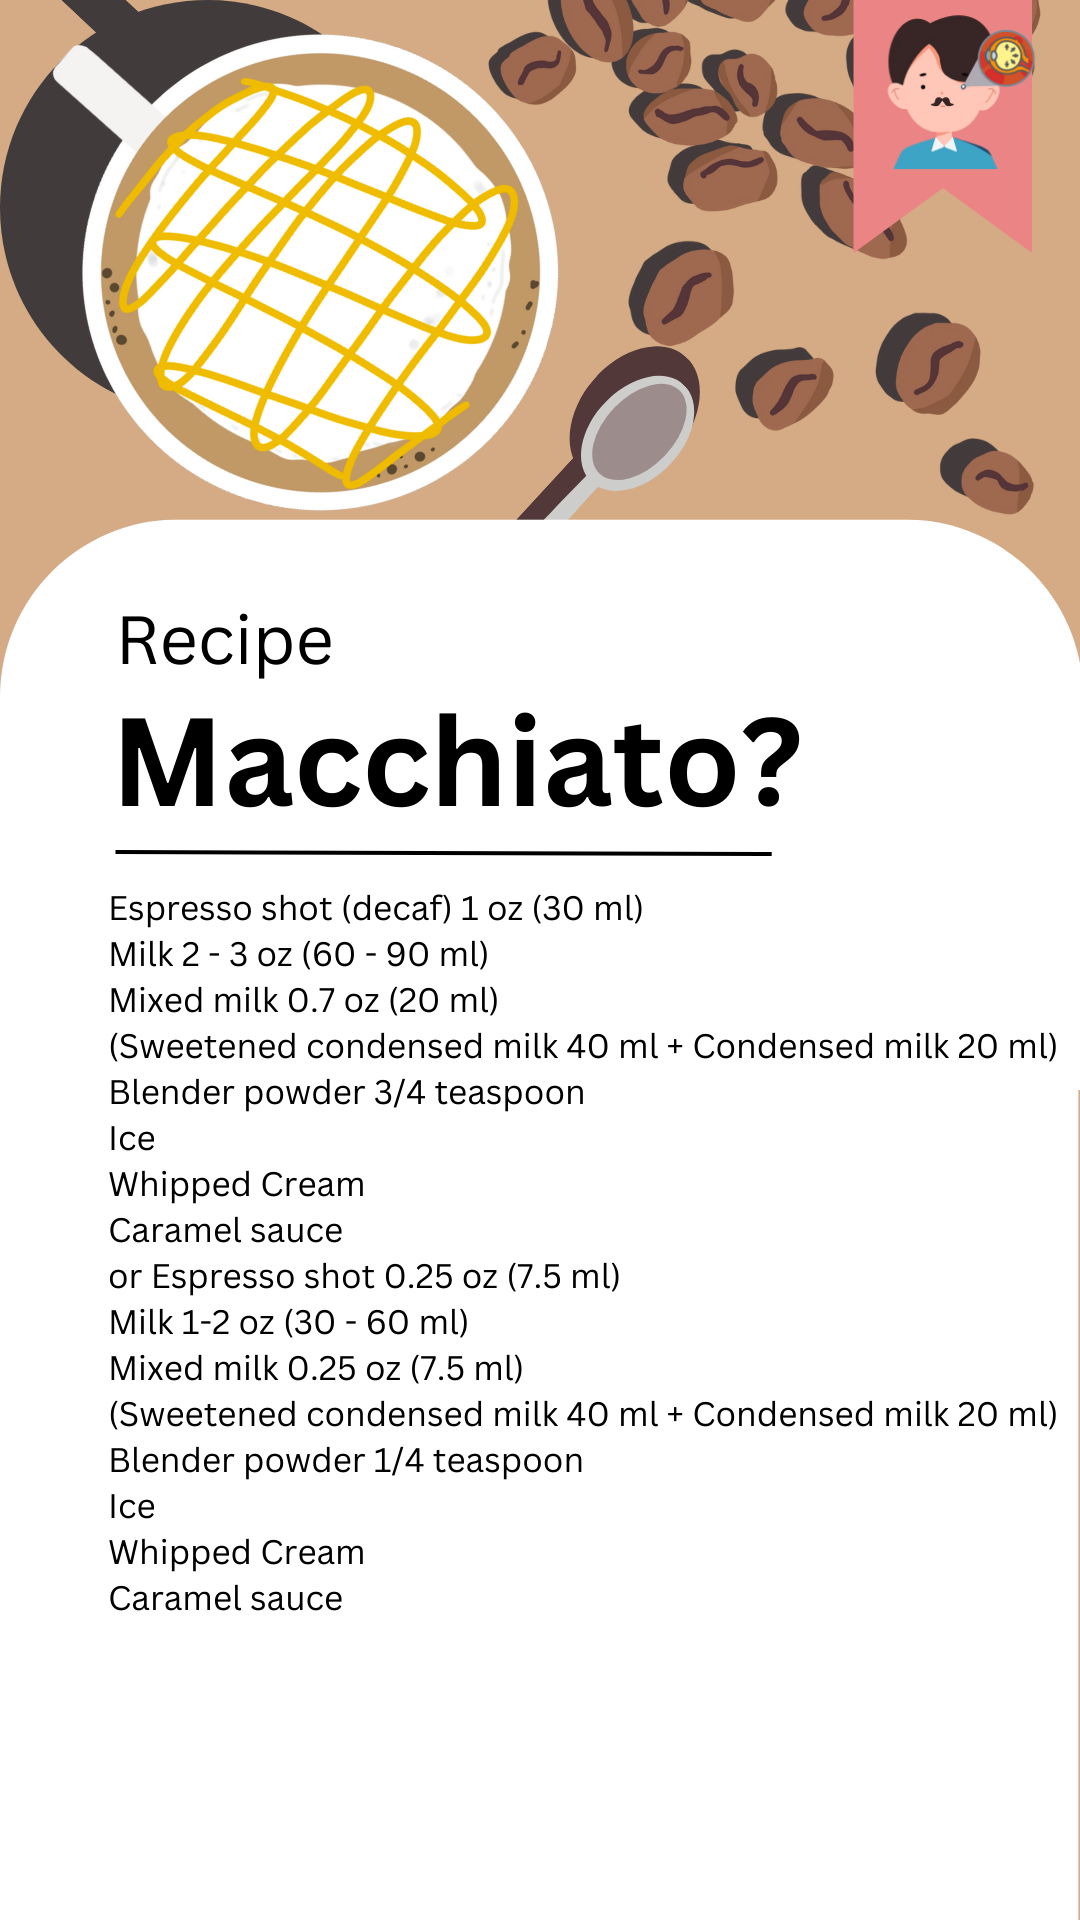 Recipe
Macchiato?
Espresso shot (decaf) 1 oz (30 ml)
Milk 2 - 3 oz (60 - 90 ml)
Mixed milk 0.7 oz (20 ml)
(Sweetened condensed milk 40 ml + Condensed milk 20 ml)
Blender powder 3/4 teaspoon
Ice
Whipped Cream
Caramel sauce
or Espresso shot 0.25 oz (7.5 ml)
Milk 1-2 oz (30 - 60 ml)
Mixed milk 0.25 oz (7.5 ml)
(Sweetened condensed milk 40 ml + Condensed milk 20 ml)
Blender powder 1/4 teaspoon
Ice
Whipped Cream
Caramel sauce